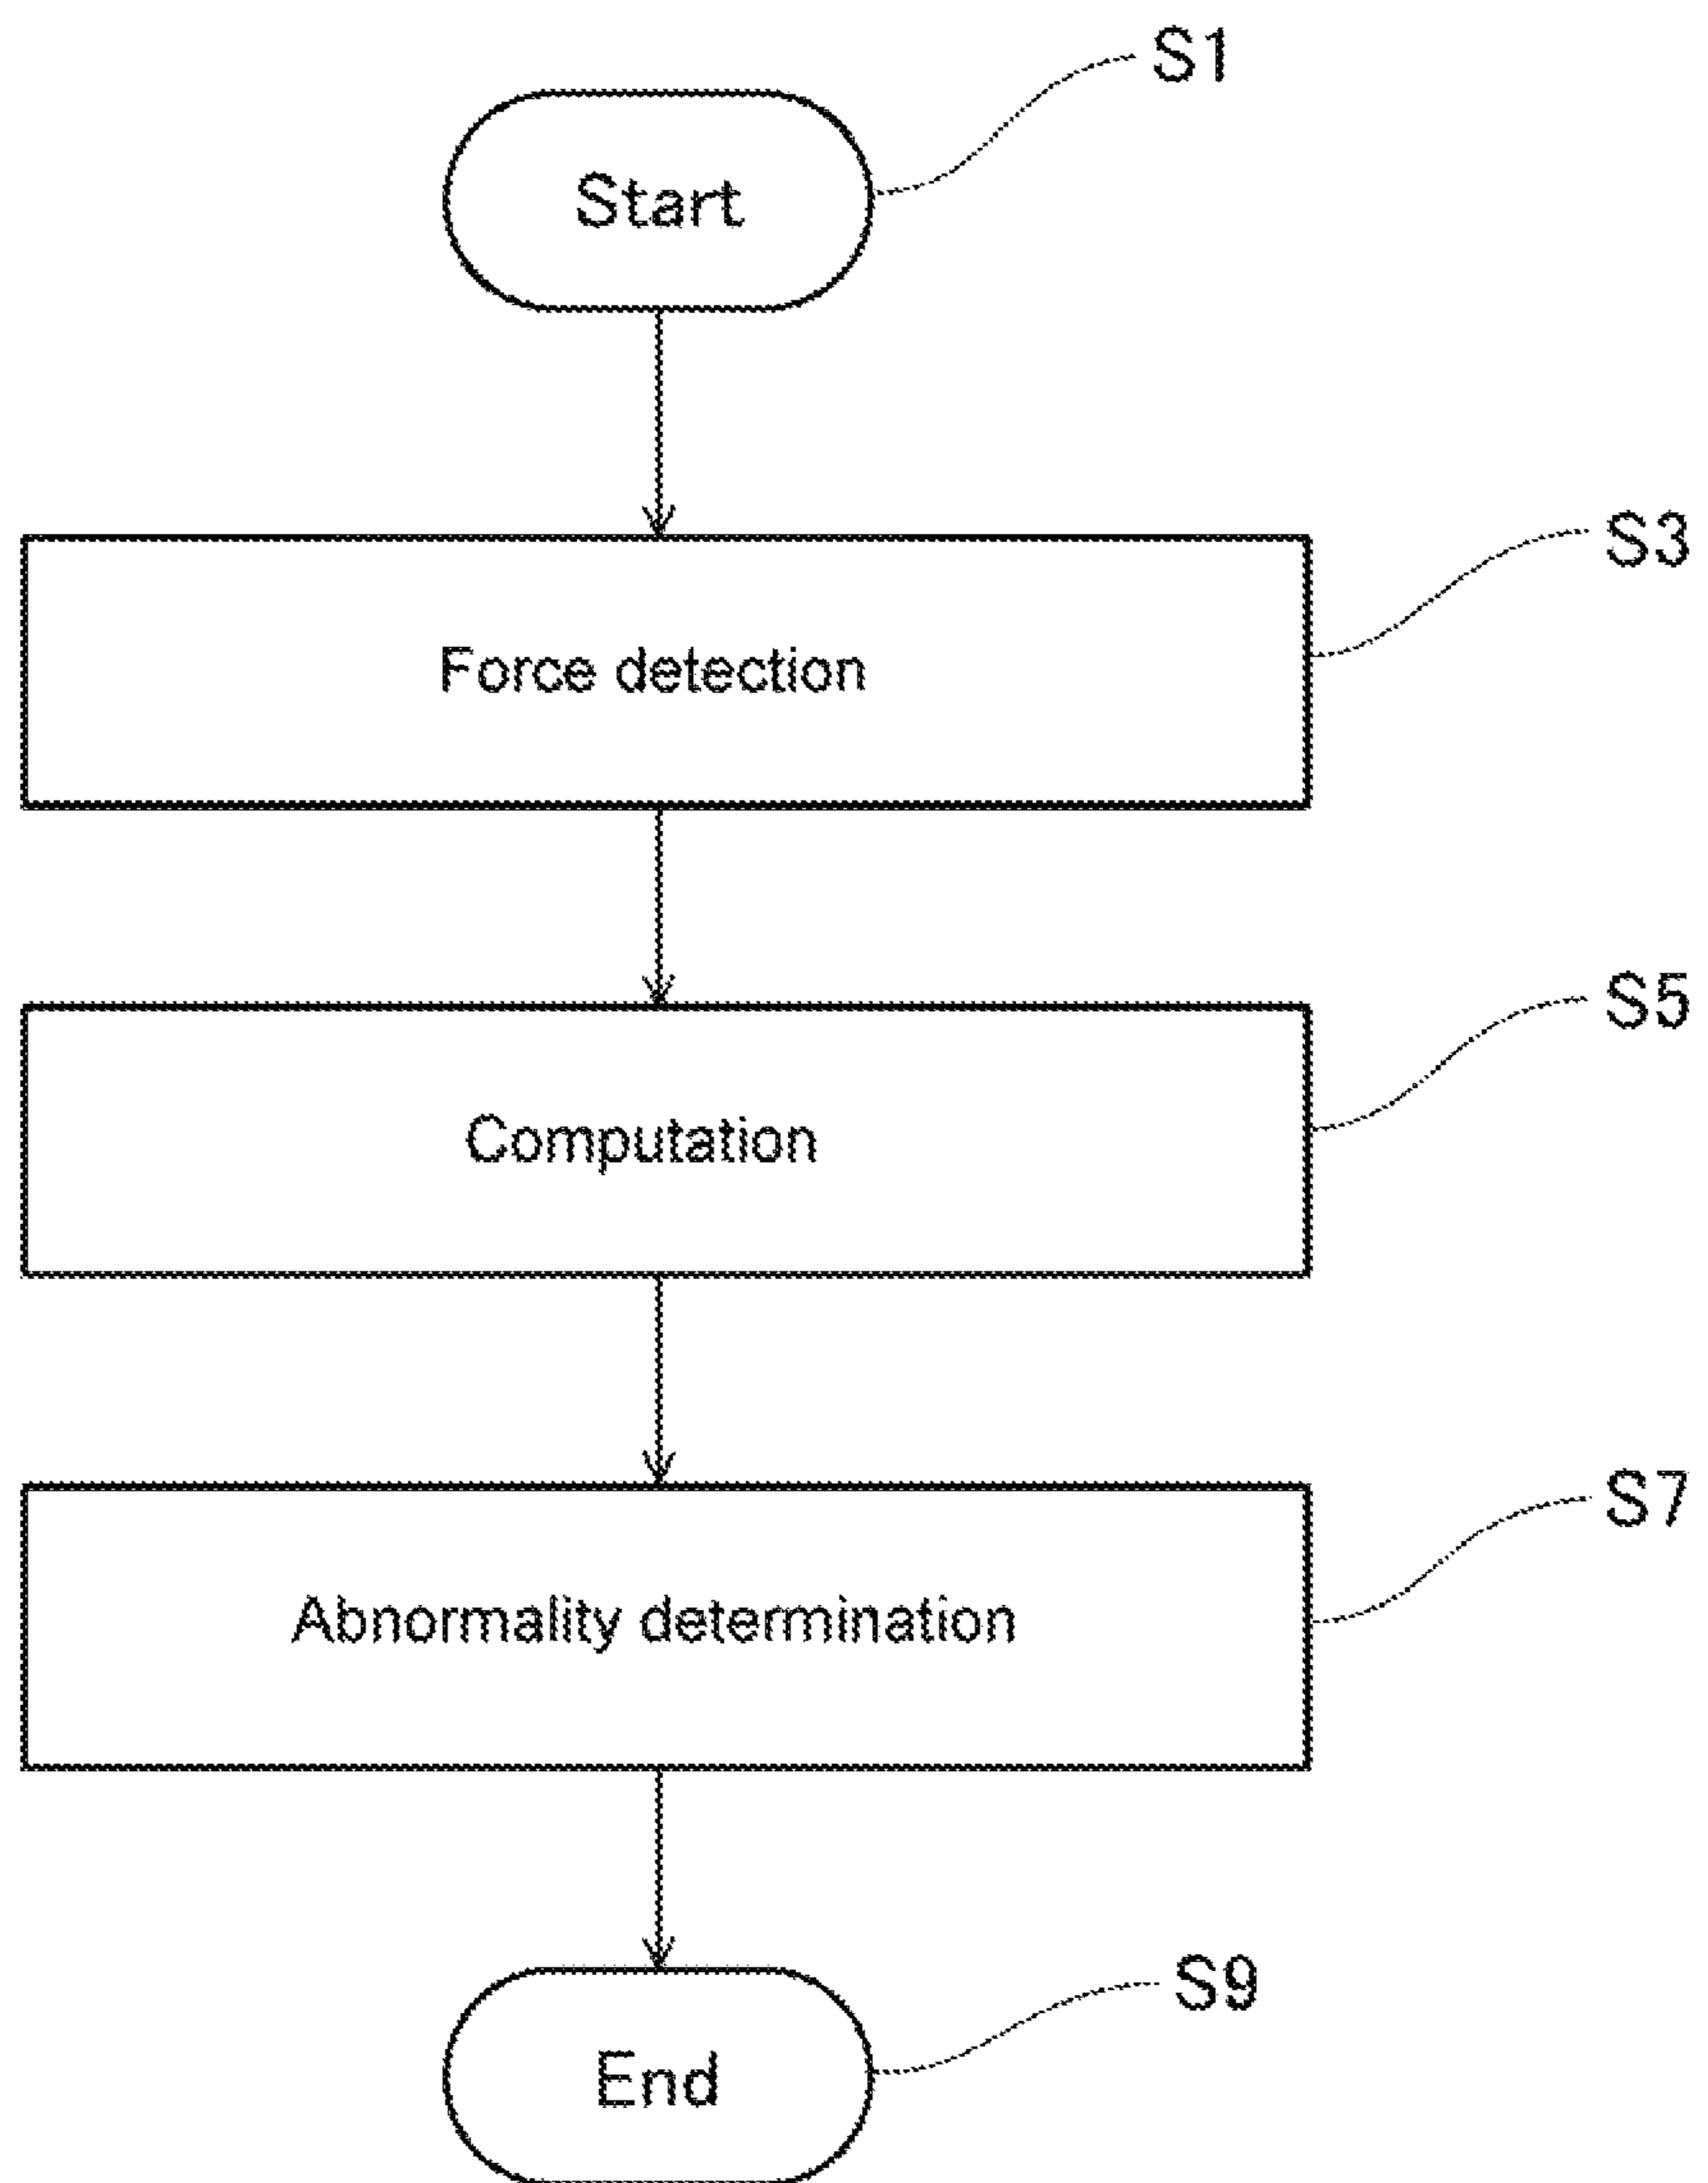 S1
Start
S3
Force detection
S5
Computation
S7
Abnormality determination
S9
End